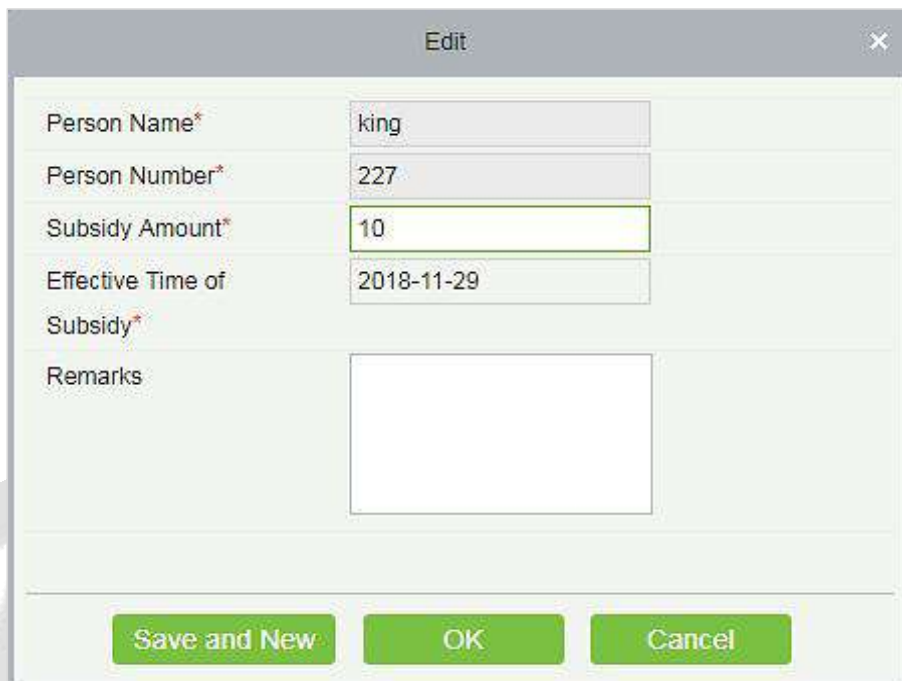 Edit ×
Person Name* king
Person Number* 227
Subsidy Amount* 10
Effective Time of 2018-11-29
Subsidy*
Remarks
Save and New OK Cancel